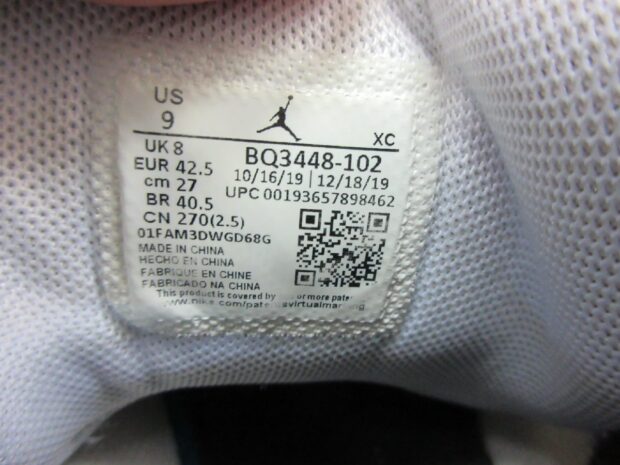 US
9
XC
UK 8
EUR 42.5
cm 27
BR 40.5
CN 270(2.5)
01FAM3DWGD68G
BQ3448-102
10/16/19 | 12/18/19
UPC 00193657898462
MADE IN CHINA
HECHO EN CHINA
FABRIQUE EN CHINE
FABRICADO NA CHINA
This product is covered by or more